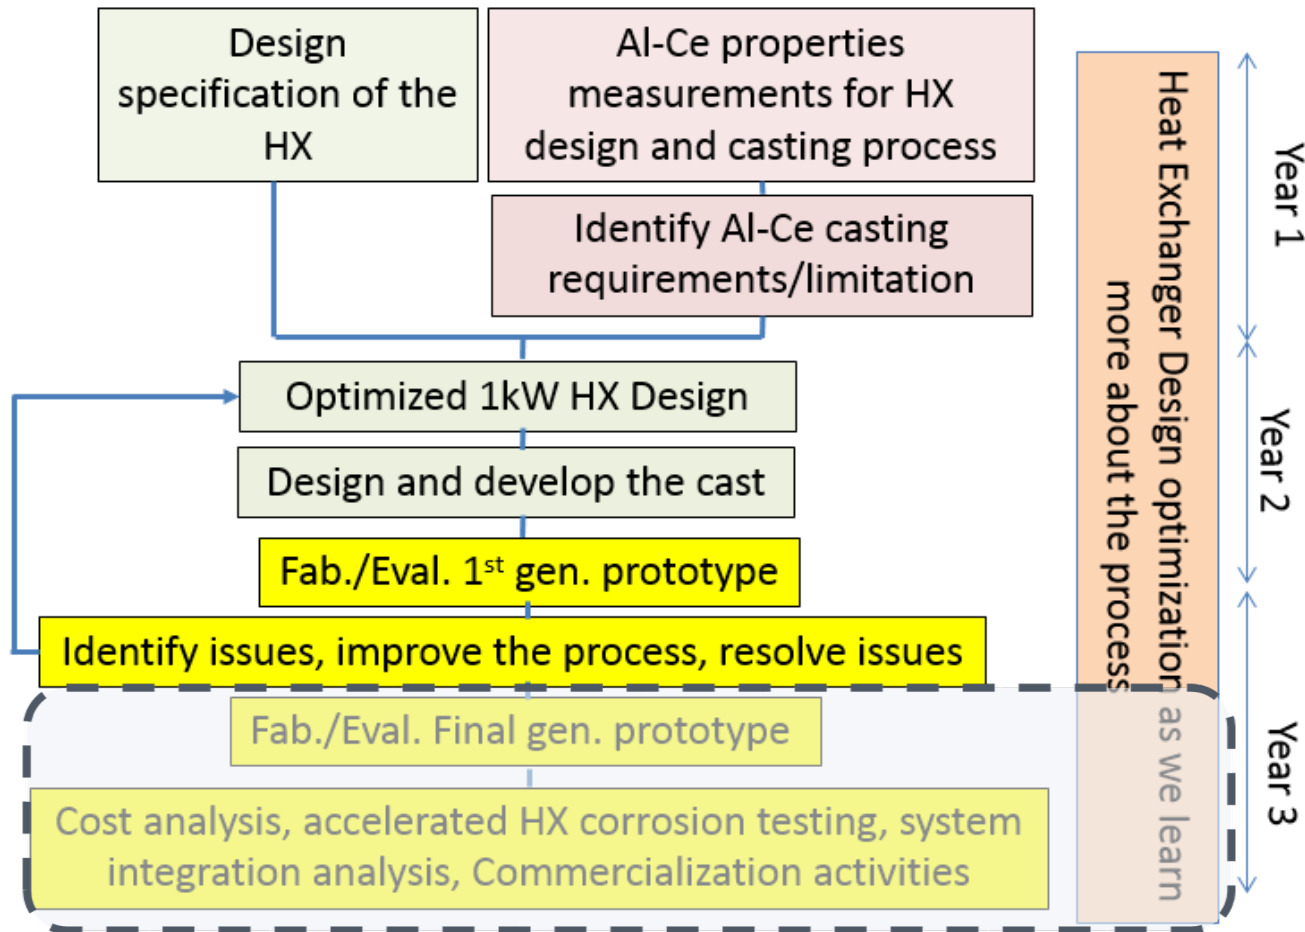 Design
specification of the
HX
Al-Ce properties
measurements for HX
design and casting process
Identify Al-Ce casting
requirements/limitation
Optimized 1kW HX Design
Design and develop the cast
Fab./Eval. 1st gen. prototype
Identify issues, improve the process, resolve issues
Fab./Eval. Final gen. prototype
Cost analysis, accelerated HX corrosion testing, system
integration analysis, Commercialization activities
Heat Exchanger Design optimization as we learn
more about the process
Year 1
Year 2
Year 3